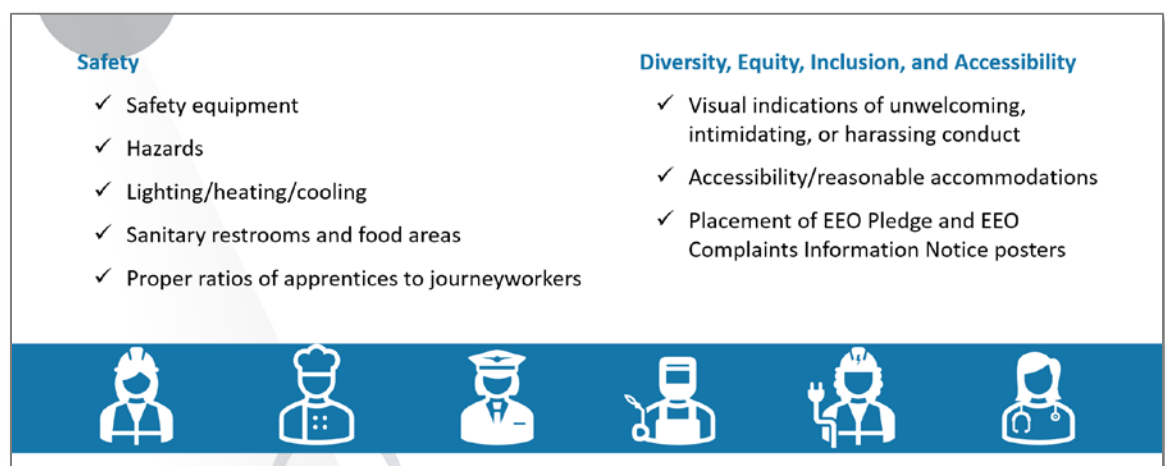 Safety
✓ Safety equipment
✓ Hazards
✓ Lighting/heating/cooling
✓ Sanitary restrooms and food areas
✓ Proper ratios of apprentices to journeyworkers
Diversity, Equity, Inclusion, and Accessibility
✓ Visual indications of unwelcoming,
intimidating, or harassing conduct
✓ Accessibility/reasonable accommodations
✓ Placement of EEO Pledge and EEO
Complaints Information Notice posters